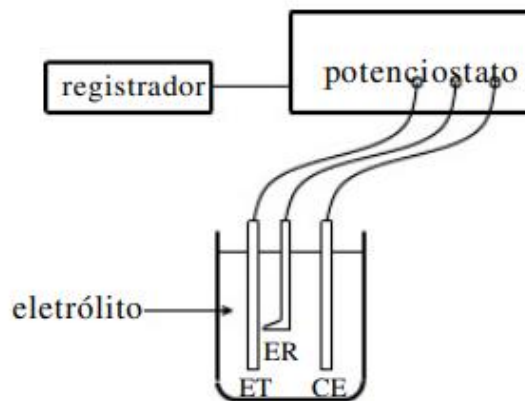 potenciostato
registrador
eletrólito
ER
ET CE